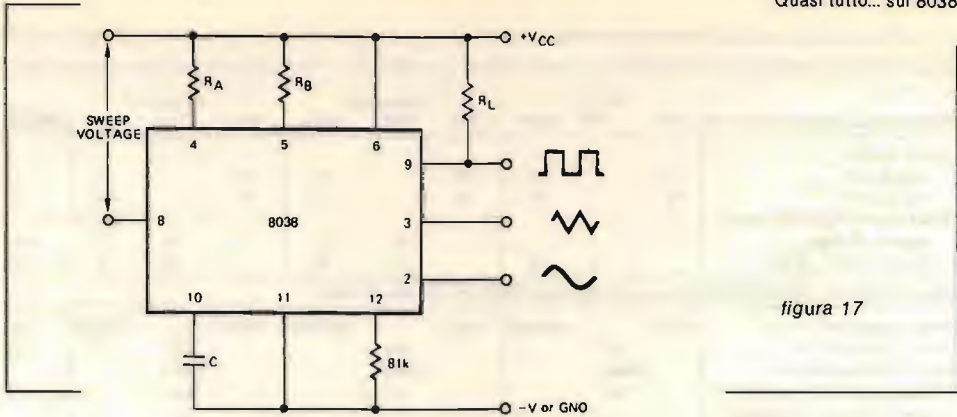 Quasi tutto... sul 8038
+VCC
RA
RB
RL
SWEEP
VOLTAGE
4
5
6
9
8
8038
3
2
10
11
12
C
81k
figura 17
-V or GNO